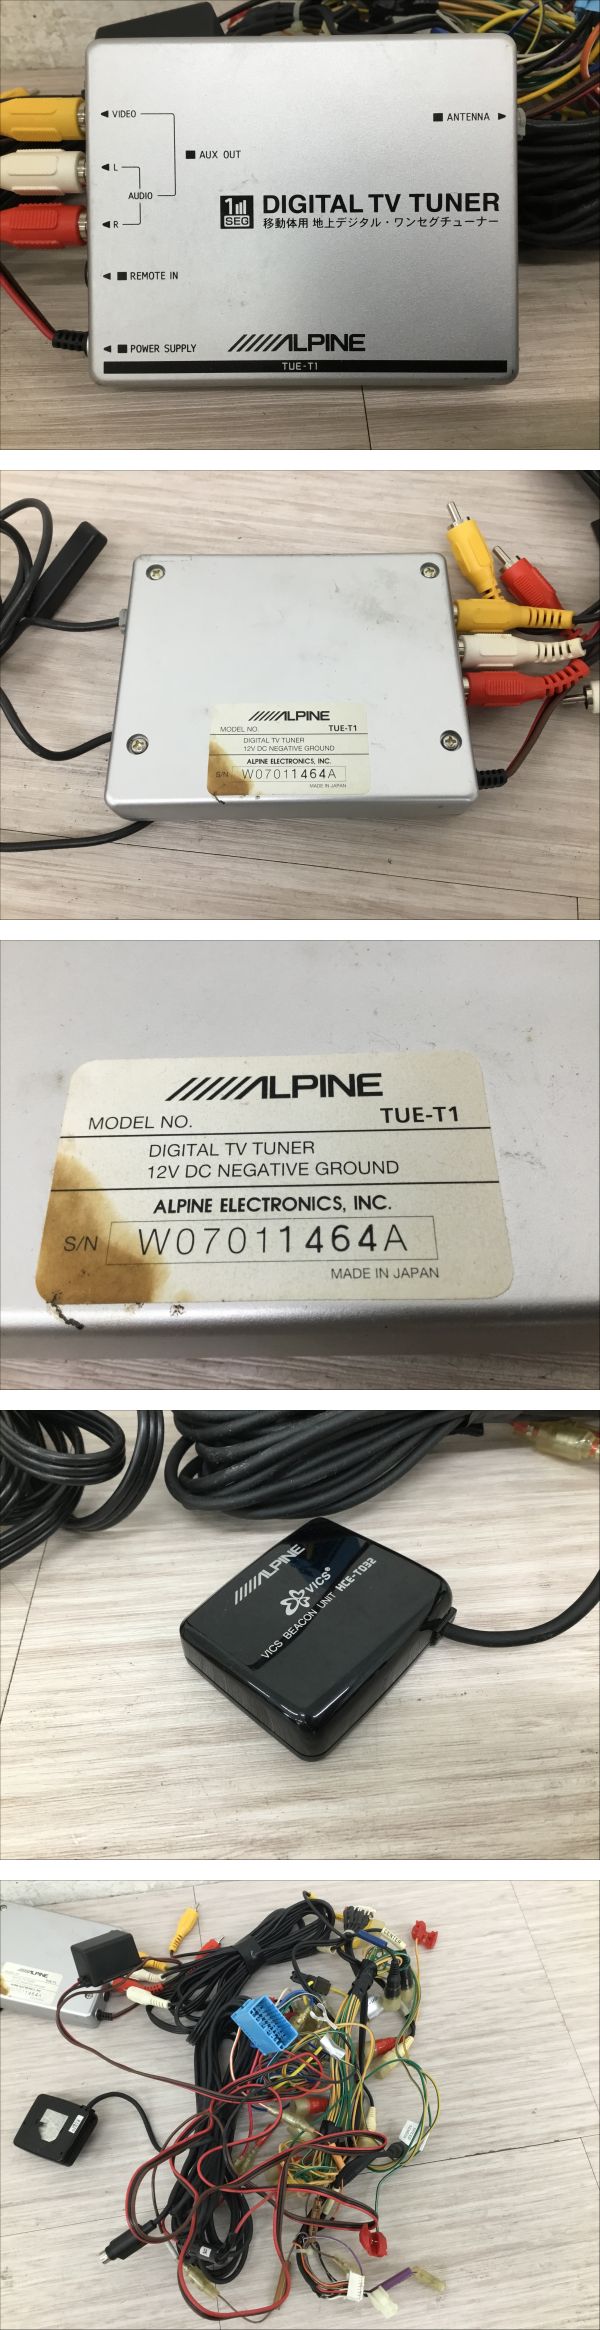 VIDEO
ANTENNA
L
AUX OUT
AUDIO
1 SEG
DIGITAL TV TUNER
移動体用 地上デジタル・ワンセグチューナー
R
REMOTE IN
POWER SUPPLY
ALPINE
TUE-T1
ALPINE
MODEL NO. TUE-T1
DIGITAL TV TUNER
12V DC NEGATIVE GROUND
ALPINE ELECTRONICS, INC.
S/N W07011464A
MADE IN JAPAN
ALPINE
MODEL NO. TUE-T1
DIGITAL TV TUNER
12V DC NEGATIVE GROUND
ALPINE ELECTRONICS, INC.
S/N W07011464A
MADE IN JAPAN
ALPINE
VICS®
VICS BEACON UNIT HCE-T032
ALPINE